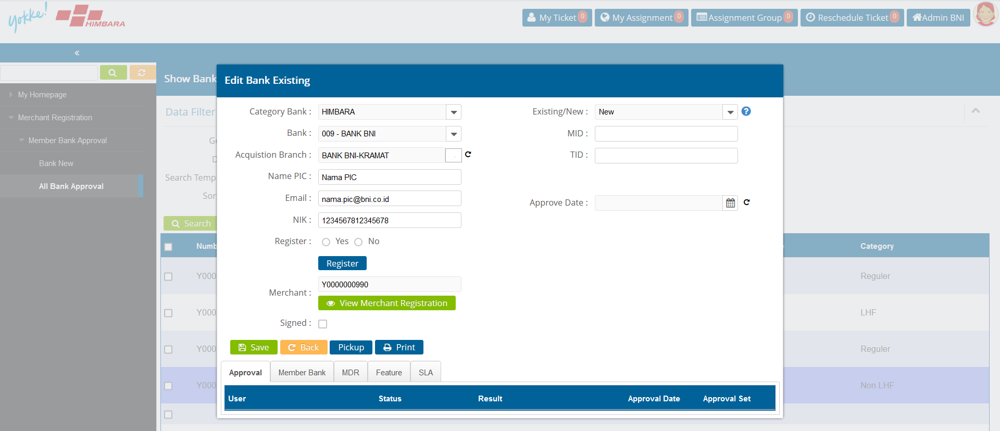 yokke!
HIMBARA
My Ticket 0
My Assignment 0
Assignment Group 0
Reschedule Ticket 0
Admin BNI
«
Show Bank
Edit Bank Existing
My Homepage
Merchant Registration
Member Bank Approval
Bank New
All Bank Approval
Data Filter
Search Temp
Search
Category Bank : HIMBARA
Existing/New : New ?
Bank : 009 - BANK BNI
MID :
Acquistion Branch : BANK BNI-KRAMAT
TID :
Name PIC : Nama PIC
Email : nama.pic@bni.co.id
Approve Date :
NIK : 1234567812345678
Register : Yes No
Register
Merchant : Y0000000990
View Merchant Registration
Signed :
Save Back Pickup Print
Approval Member Bank MDR Feature SLA
User Status Result Approval Date Approval Set
Numb Category
Y000 Reguler
Y000 LHF
Y000 Reguler
Y000 Non LHF